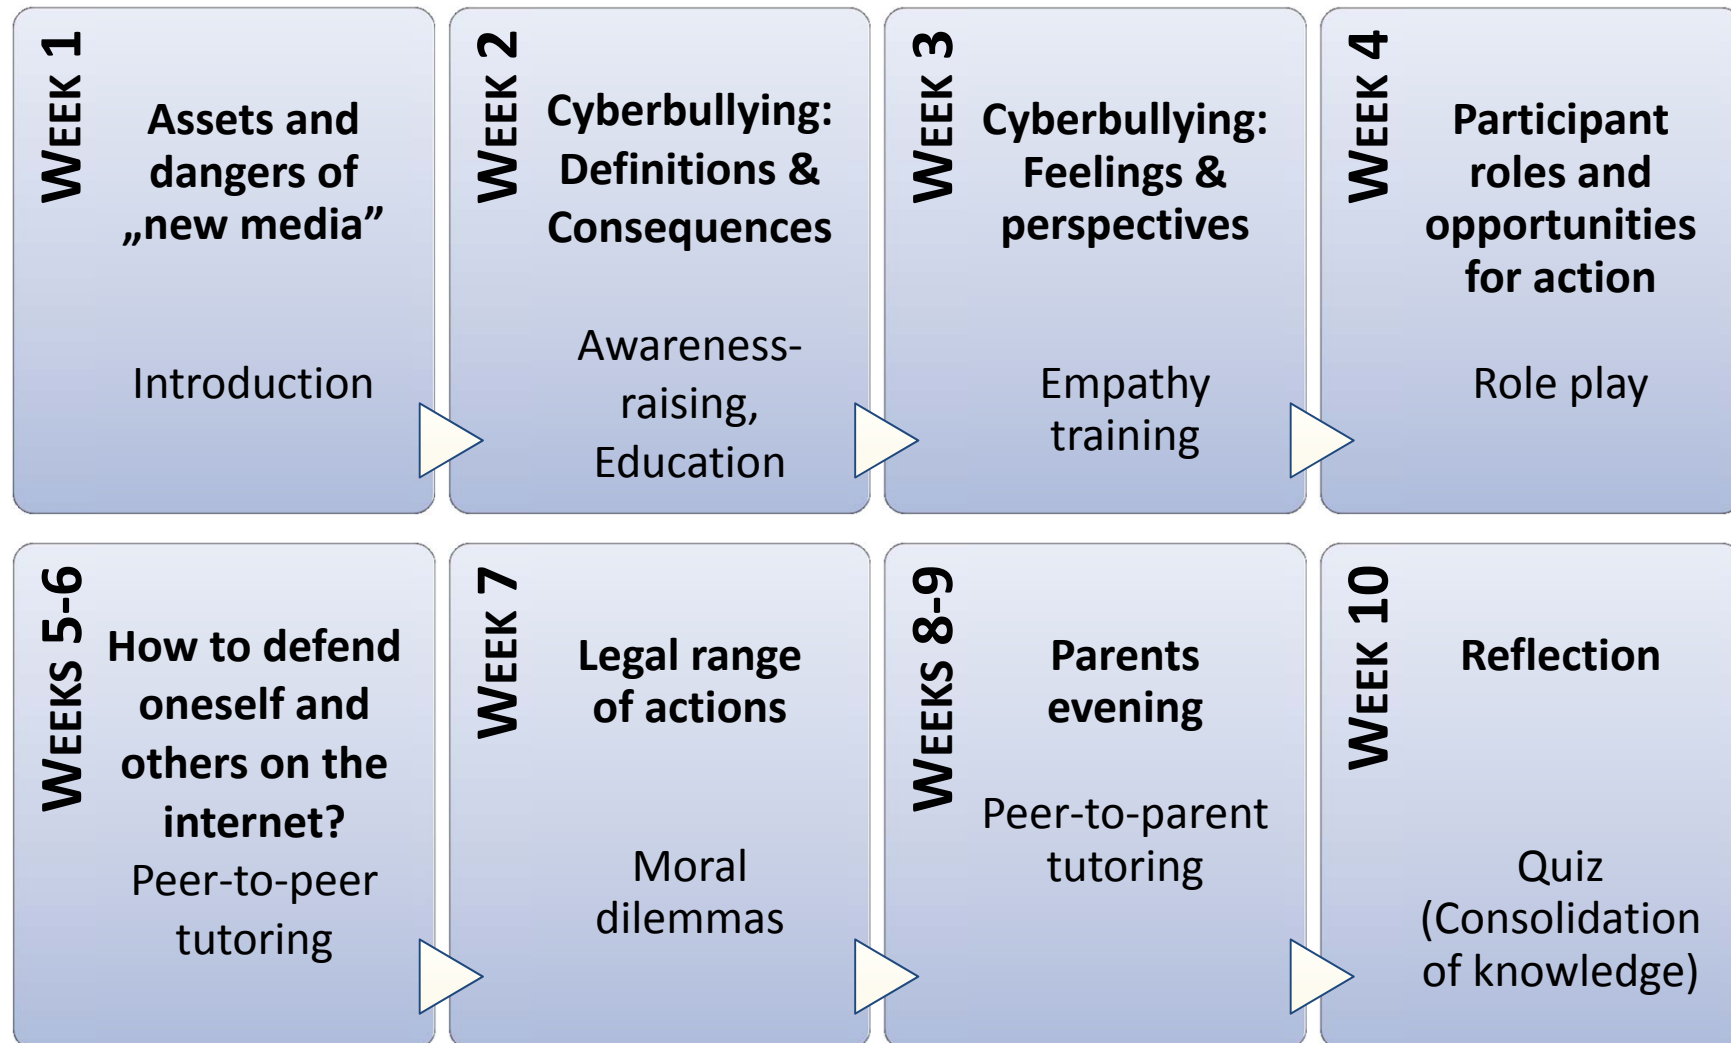 WEEK 1
Assets and
dangers of
„new media”
Introduction
WEEK 2
Cyberbullying:
Definitions &
Consequences
Awareness-
raising,
Education
WEEK 3
Cyberbullying:
Feelings &
perspectives
Empathy
training
WEEK 4
Participant
roles and
opportunities
for action
Role play
WEEKS 5-6
How to defend
oneself and
others on the
internet?
Peer-to-peer
tutoring
WEEK 7
Legal range
of actions
Moral
dilemmas
WEEKS 8-9
Parents
evening
Peer-to-parent
tutoring
WEEK 10
Reflection
Quiz
(Consolidation
of knowledge)